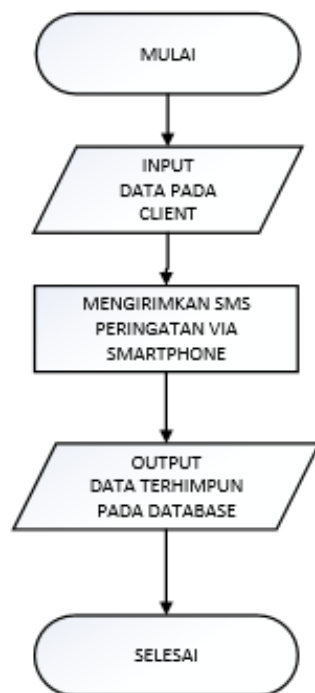 MULAI
INPUT
DATA PADA
CLIENT
MENGIRIMKAN SMS
PERINGATAN VIA
SMARTPHONE
OUTPUT
DATA TERHIMPUN
PADA DATABASE
SELESAI